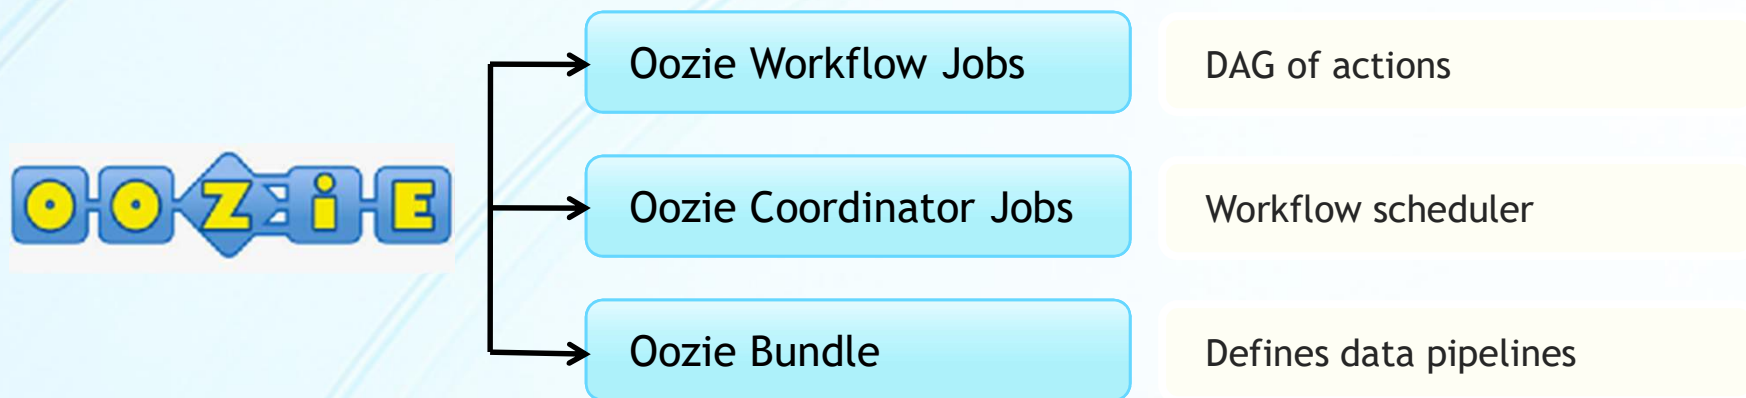 OOZiE
Oozie Workflow Jobs
DAG of actions
Oozie Coordinator Jobs
Workflow scheduler
Oozie Bundle
Defines data pipelines